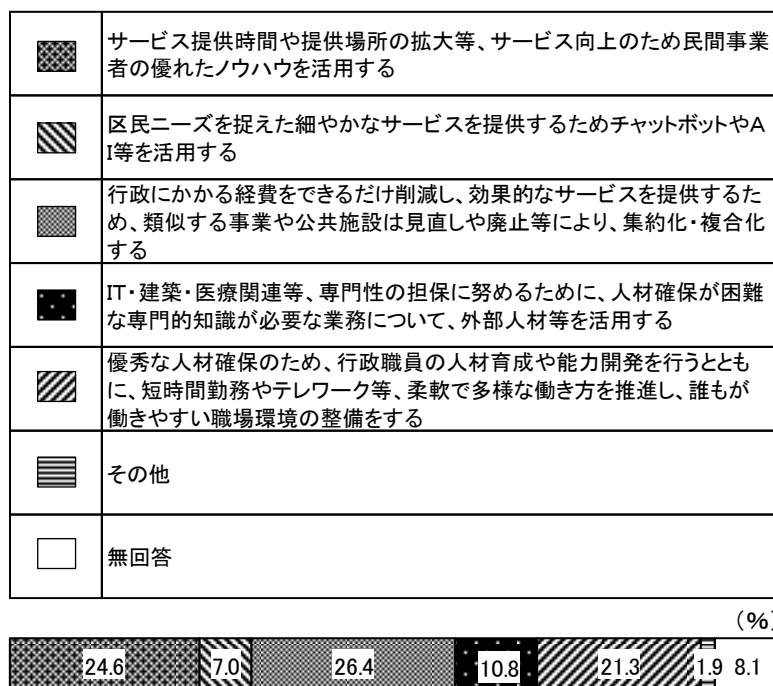 サービス提供時間や提供場所の拡大等、サービス向上のため民間事業
者の優れたノウハウを活用する
区民ニーズを捉えた細やかなサービスを提供するためチャットボットやA
I等を活用する
行政にかかる経費をできるだけ削減し、効果的なサービスを提供するた
め、類似する事業や公共施設は見直しや廃止等により、集約化・複合化
する
IT・建築・医療関連等、専門性の担保に努めるために、人材確保が困難
な専門的知識が必要な業務について、外部人材等を活用する
優秀な人材確保のため、行政職員の人材育成や能力開発を行うととも
に、短時間勤務やテレワーク等、柔軟で多様な働き方を推進し、誰もが
働きやすい職場環境の整備をする
その他
無回答
(%)
24.6 7.0 26.4 10.8 21.3 1.9 8.1